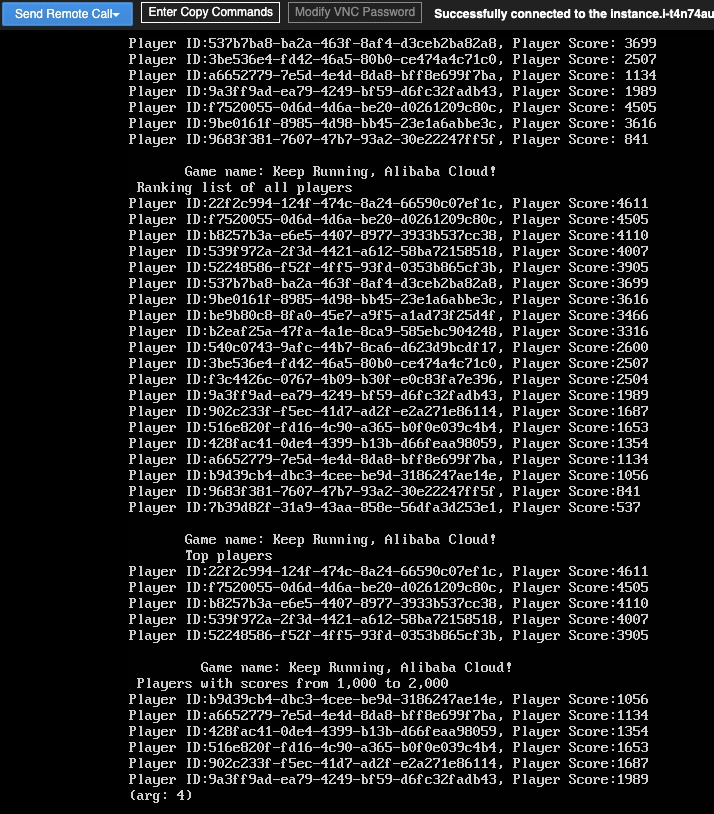 Send Remote Call Enter Copy Commands Modify VNC Password Successfully connected to the instance.i-t4n74au
Player ID:537b7ba8-ba2a-463f-8af4-d3ceb2ba82a8, Player Score: 3699
Player ID:3be536e4-fd42-46a5-80b0-ce474a4c71c0, Player Score: 2507
Player ID:a6652779-7e5d-4e4d-8da8-bff8e699f7ba, Player Score: 1134
Player ID:9a3ff9ad-ea79-4249-bf59-d6fc32fadb43, Player Score: 1989
Player ID:f7520055-0d6d-4d6a-be20-d0261209c80c, Player Score: 4505
Player ID:9be0161f-8985-4d98-bb45-23e1a6abbe3c, Player Score: 3616
Player ID:9683f381-7607-47b7-93a2-30e22247ff5f, Player Score: 841
Game name: Keep Running, Alibaba Cloud!
Ranking list of all players
Player ID:22f2c994-124f-474c-8a24-66590c07ef1c, Player Score:4611
Player ID:f7520055-0d6d-4d6a-be20-d0261209c80c, Player Score:4505
Player ID:b8257b3a-e6e5-4407-8977-3933b537cc38, Player Score:4110
Player ID:539f972a-2f3d-4421-a612-58ba72158518, Player Score:4007
Player ID:52248586-f52f-4ff5-93fd-0353b865cf3b, Player Score:3905
Player ID:537b7ba8-ba2a-463f-8af4-d3ceb2ba82a8, Player Score:3699
Player ID:9be0161f-8985-4d98-bb45-23e1a6abbe3c, Player Score:3616
Player ID:be9b80c8-8fa0-45e7-a9f5-a1ad73f25d4f, Player Score:3466
Player ID:b2eaf25a-47fa-4a1e-8ca9-585ebc904248, Player Score:3316
Player ID:540c0743-9afc-44b7-8ca6-d623d9bcdf17, Player Score:2600
Player ID:3be536e4-fd42-46a5-80b0-ce474a4c71c0, Player Score:2507
Player ID:f3c4426c-0767-4b09-b30f-e0c83fa7e396, Player Score:2504
Player ID:9a3ff9ad-ea79-4249-bf59-d6fc32fadb43, Player Score:1989
Player ID:902c233f-f5ec-41d7-ad2f-e2a271e86114, Player Score:1687
Player ID:516e820f-fd16-4c90-a365-b0f0e039c4b4, Player Score:1653
Player ID:428fac41-0de4-4399-b13b-d66feaa98059, Player Score:1354
Player ID:a6652779-7e5d-4e4d-8da8-bff8e699f7ba, Player Score:1134
Player ID:b9d39cb4-dbc3-4cee-be9d-3186247ae14e, Player Score:1056
Player ID:9683f381-7607-47b7-93a2-30e22247ff5f, Player Score:841
Player ID:7b39d82f-31a9-43aa-858e-56dfa3d253e1, Player Score:537
Game name: Keep Running, Alibaba Cloud!
Top players
Player ID:22f2c994-124f-474c-8a24-66590c07ef1c, Player Score:4611
Player ID:f7520055-0d6d-4d6a-be20-d0261209c80c, Player Score:4505
Player ID:b8257b3a-e6e5-4407-8977-3933b537cc38, Player Score:4110
Player ID:539f972a-2f3d-4421-a612-58ba72158518, Player Score:4007
Player ID:52248586-f52f-4ff5-93fd-0353b865cf3b, Player Score:3905
Game name: Keep Running, Alibaba Cloud!
Players with scores from 1,000 to 2,000
Player ID:b9d39cb4-dbc3-4cee-be9d-3186247ae14e, Player Score:1056
Player ID:a6652779-7e5d-4e4d-8da8-bff8e699f7ba, Player Score:1134
Player ID:428fac41-0de4-4399-b13b-d66feaa98059, Player Score:1354
Player ID:516e820f-fd16-4c90-a365-b0f0e039c4b4, Player Score:1653
Player ID:902c233f-f5ec-41d7-ad2f-e2a271e86114, Player Score:1687
Player ID:9a3ff9ad-ea79-4249-bf59-d6fc32fadb43, Player Score:1989
(arg: 4)